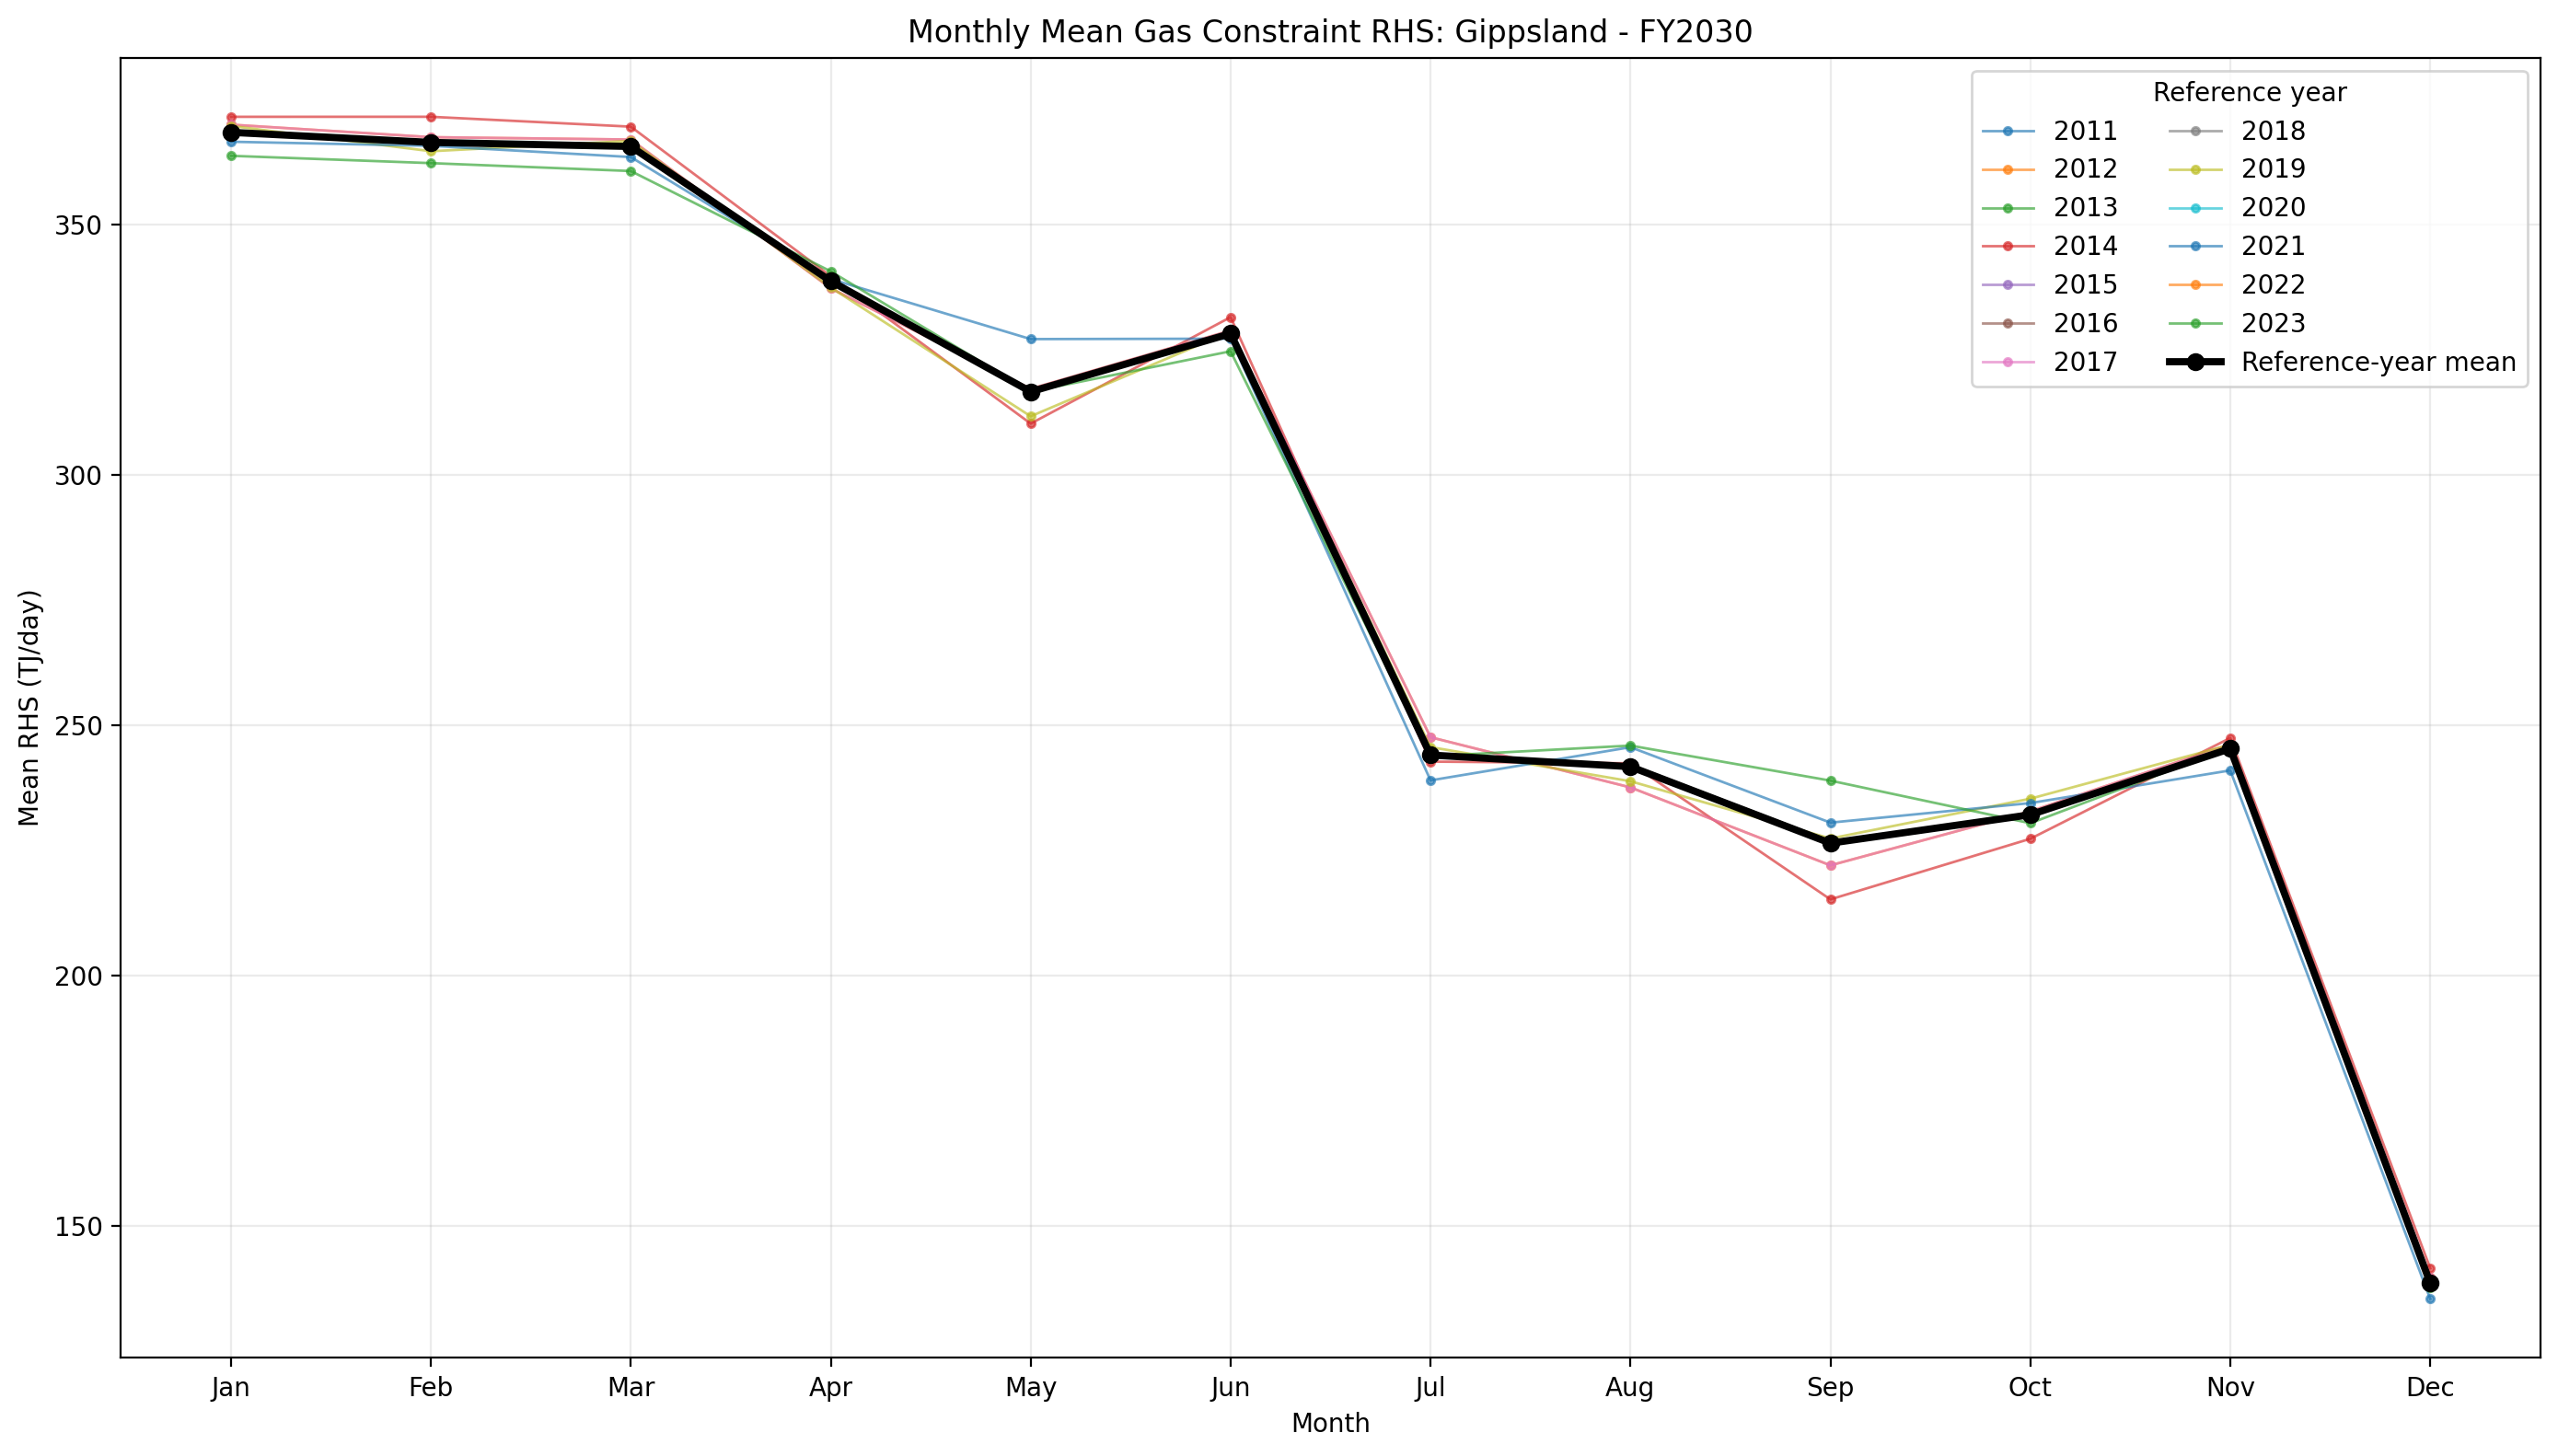 Monthly Mean Gas Constraint RHS: Gippsland - FY2030
Reference year
2011 2018
2012 2019
2013 2020
2014 2021
2015 2022
2016 2023
2017 Reference-year mean
350
300
250
200
150
Mean RHS (TJ/day)
Jan Feb Mar Apr May Jun Jul Aug Sep Oct Nov Dec
Month